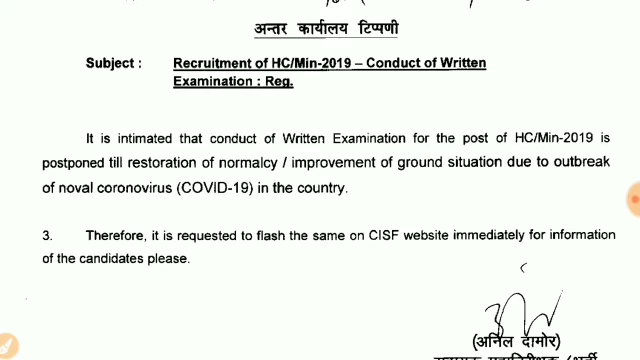 अन्तर कार्यालय टिप्पणी
Subject : Recruitment of HC/Min-2019 – Conduct of Written
Examination : Reg.
It is intimated that conduct of Written Examination for the post of HC/Min-2019 is
postponed till restoration of normalcy / improvement of ground situation due to outbreak
of noval coronovirus (COVID-19) in the country.
3. Therefore, it is requested to flash the same on CISF website immediately for information
of the candidates please.
(अनिल दामोर)